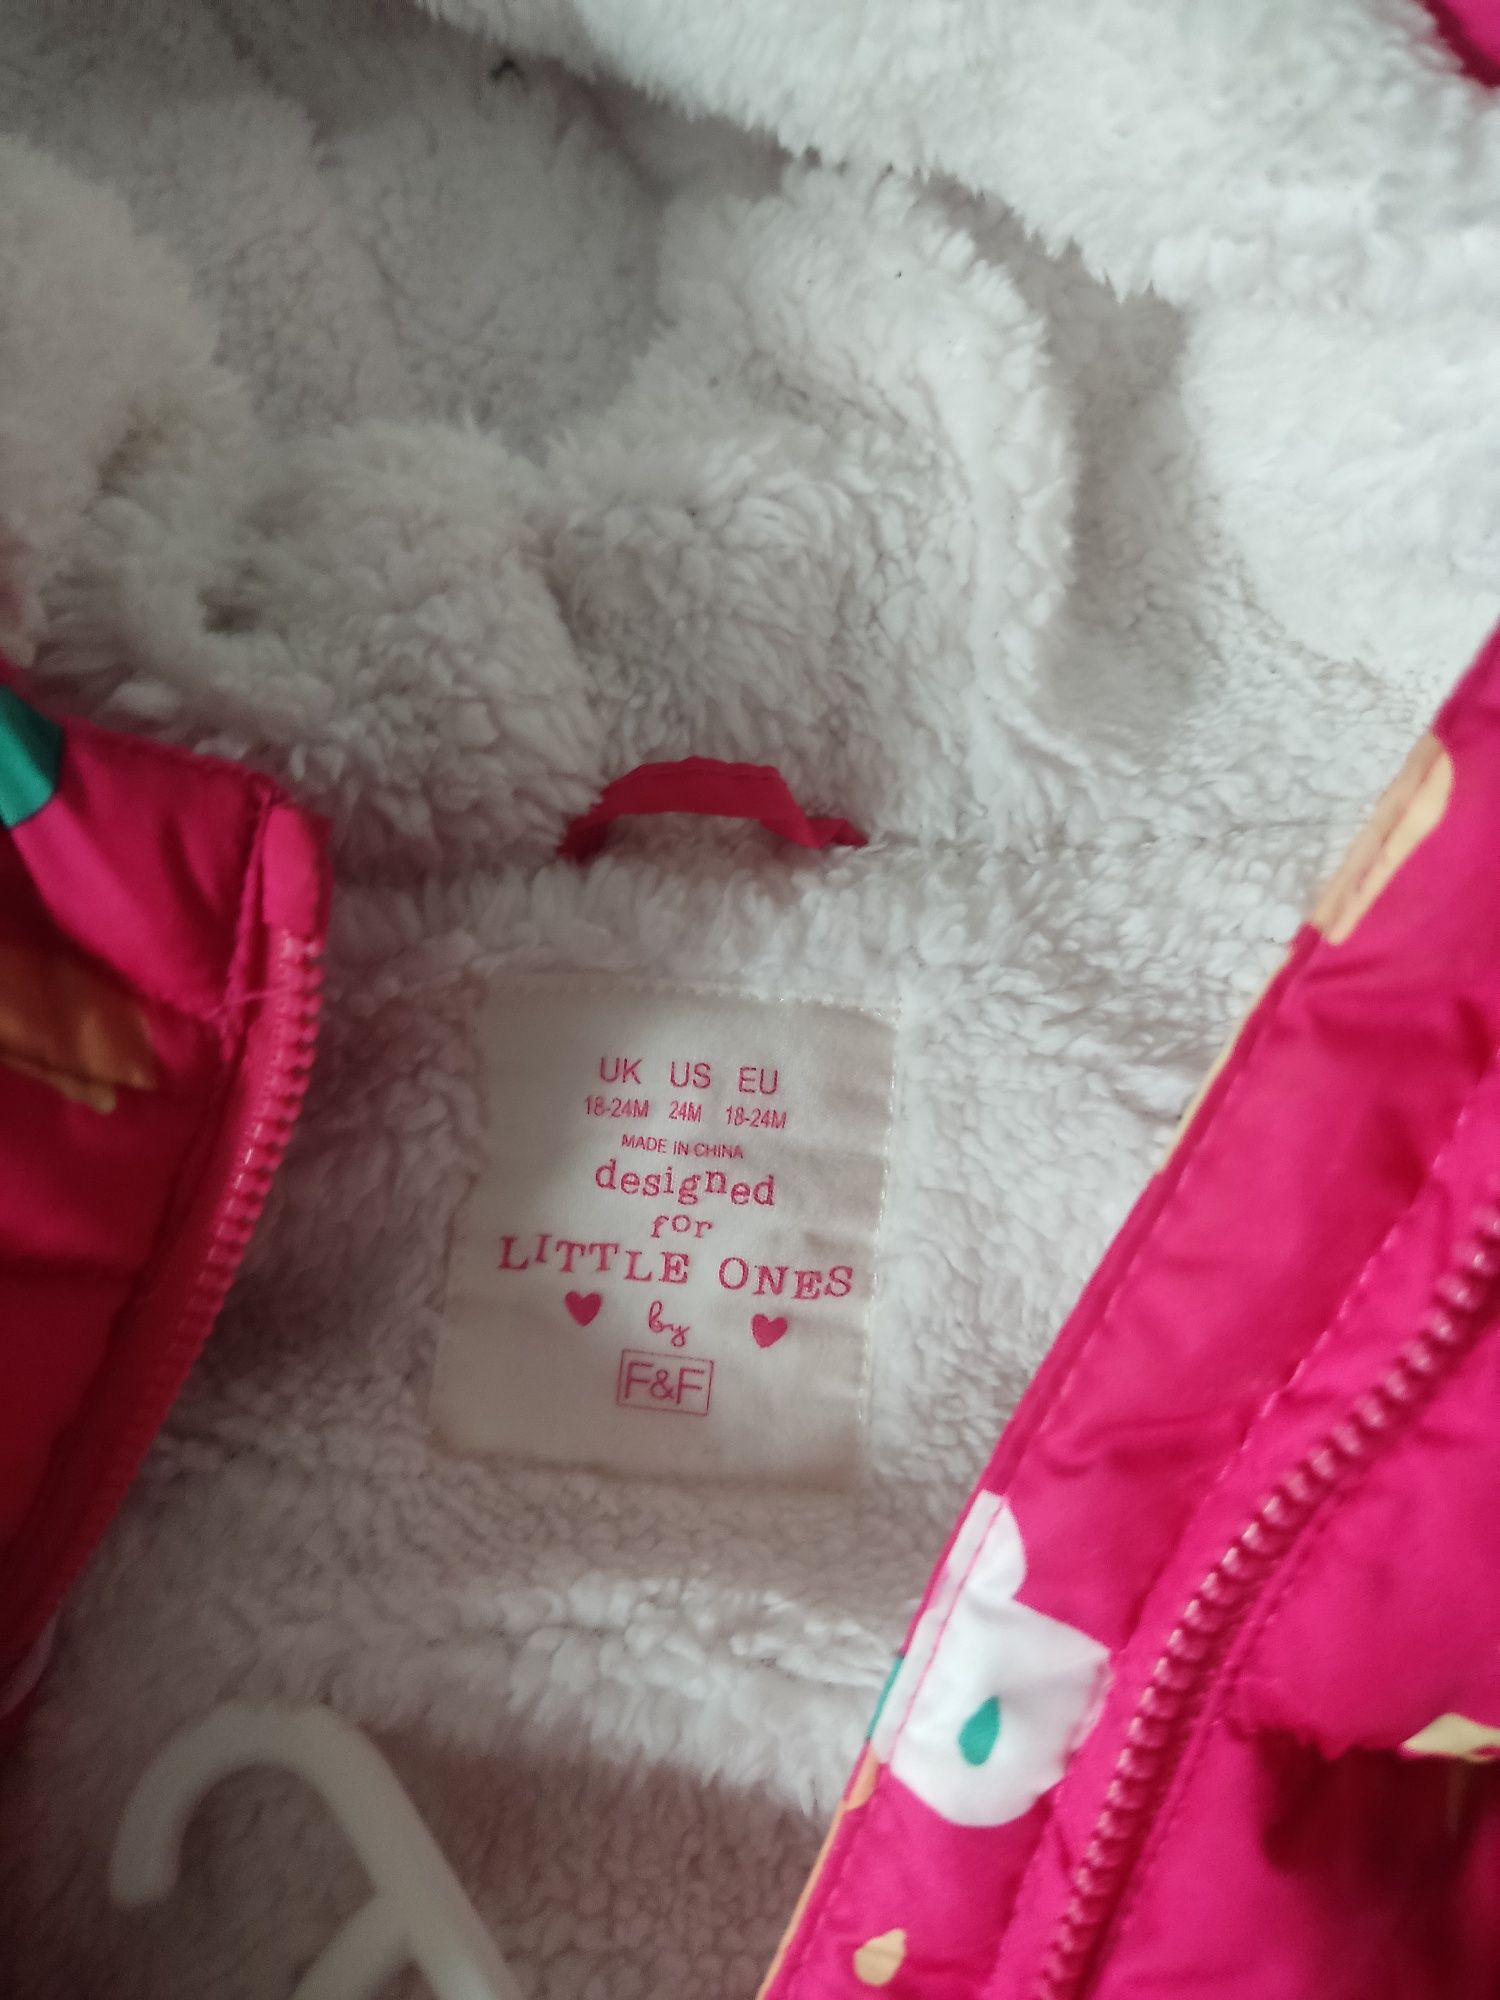 UK US EU
18-24M 24M 18-24M
MADE IN CHINA
designed
for
LITTLE ONES
by
F&F